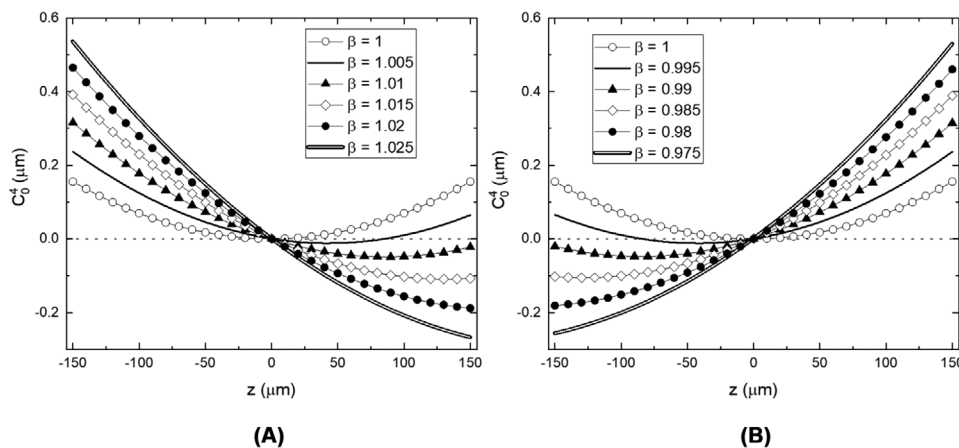 0.6
0.4
0.2
0.0
-0.2
C₀⁴ (μm)
β = 1
β = 1.005
β = 1.01
β = 1.015
β = 1.02
β = 1.025
-150 -100 -50 0 50 100 150
z (μm)
(A)
0.6
0.4
0.2
0.0
-0.2
C₀⁴ (μm)
β = 1
β = 0.995
β = 0.99
β = 0.985
β = 0.98
β = 0.975
-150 -100 -50 0 50 100 150
z (μm)
(B)